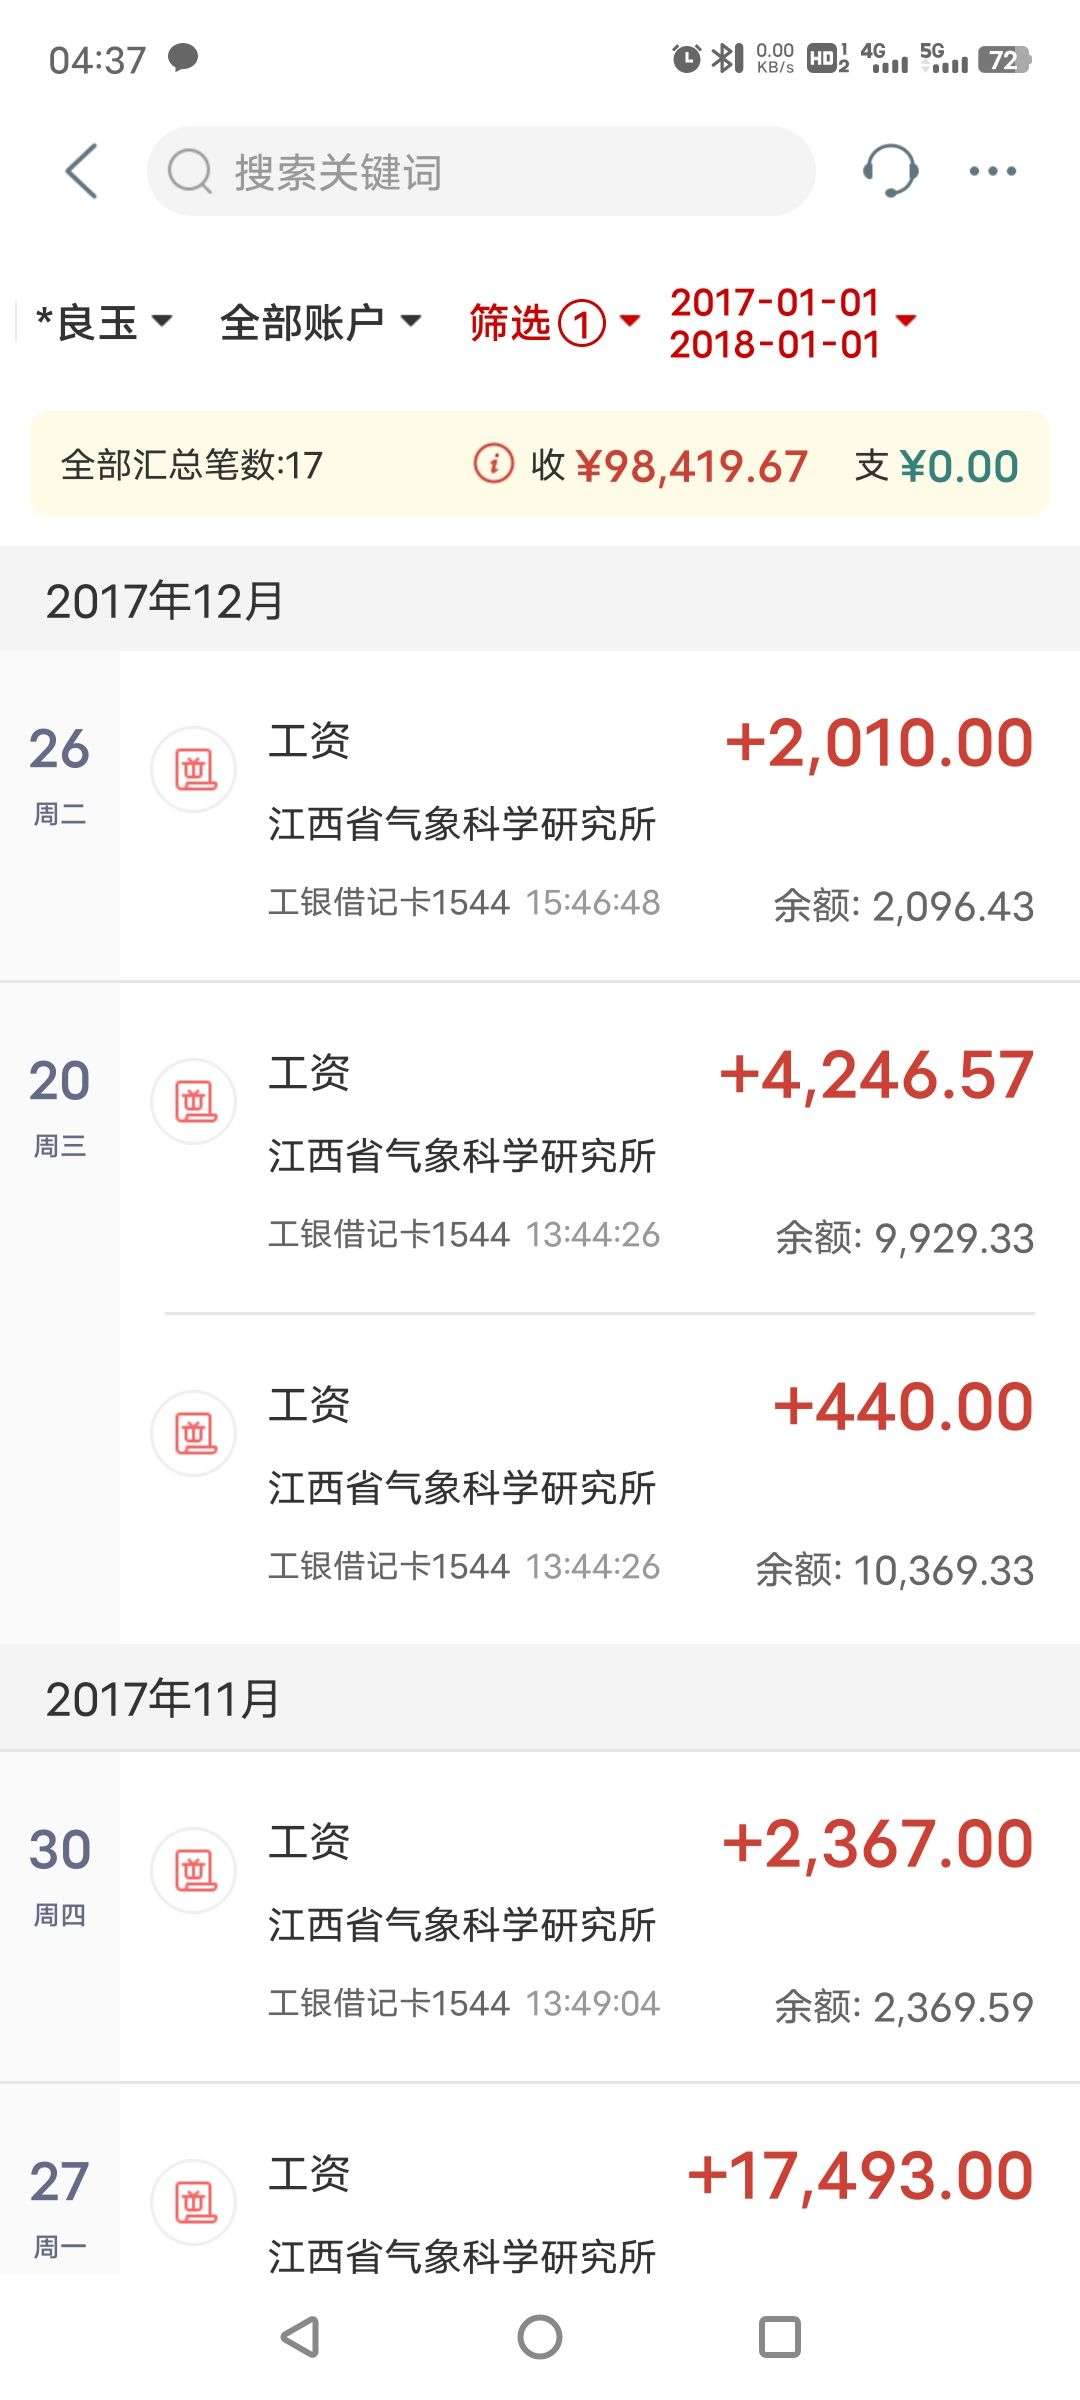 04:37 0.00 KB/s HD 1 2 4G 5G 72
搜索关键词
*良玉 全部账户 筛选① 2017-01-01
2018-01-01
全部汇总笔数:17 收 ¥98,419.67 支 ¥0.00
2017年12月
26 工资 +2,010.00
周二 江西省气象科学研究所
工银借记卡1544 15:46:48 余额: 2,096.43
20 工资 +4,246.57
周三 江西省气象科学研究所
工银借记卡1544 13:44:26 余额: 9,929.33
工资 +440.00
江西省气象科学研究所
工银借记卡1544 13:44:26 余额: 10,369.33
2017年11月
30 工资 +2,367.00
周四 江西省气象科学研究所
工银借记卡1544 13:49:04 余额: 2,369.59
27 工资 +17,493.00
周一 江西省气象科学研究所